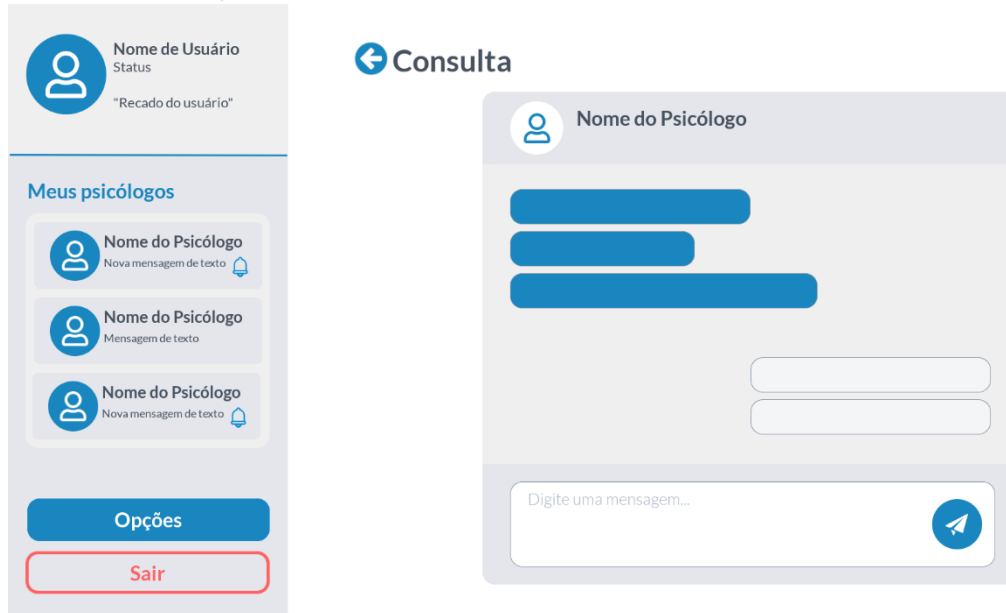 Nome de Usuário
Status
"Recado do usuário"
Meus psicólogos
Nome do Psicólogo
Nova mensagem de texto
Nome do Psicólogo
Mensagem de texto
Nome do Psicólogo
Nova mensagem de texto
Opções
Sair
Consulta
Nome do Psicólogo
Digite uma mensagem...